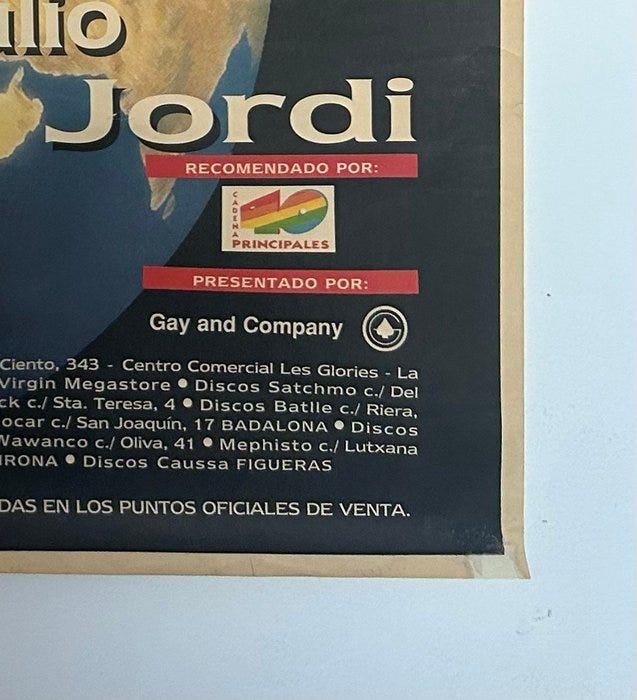 ulio
Jordi
RECOMENDADO POR:
CADENA
40
PRINCIPALES
PRESENTADO POR:
Gay and Company
Ciento, 343 - Centro Comercial Les Glories - La
Virgin Megastore • Discos Satchmo c./ Del
ck c./ Sta. Teresa, 4 • Discos Batlle c./ Riera,
ocar c./ San Joaquín, 17 BADALONA • Discos
Wawanco c./ Oliva, 41 • Mephisto c./ Lutxana
IRONA • Discos Caussa FIGUERAS
DAS EN LOS PUNTOS OFICIALES DE VENTA.